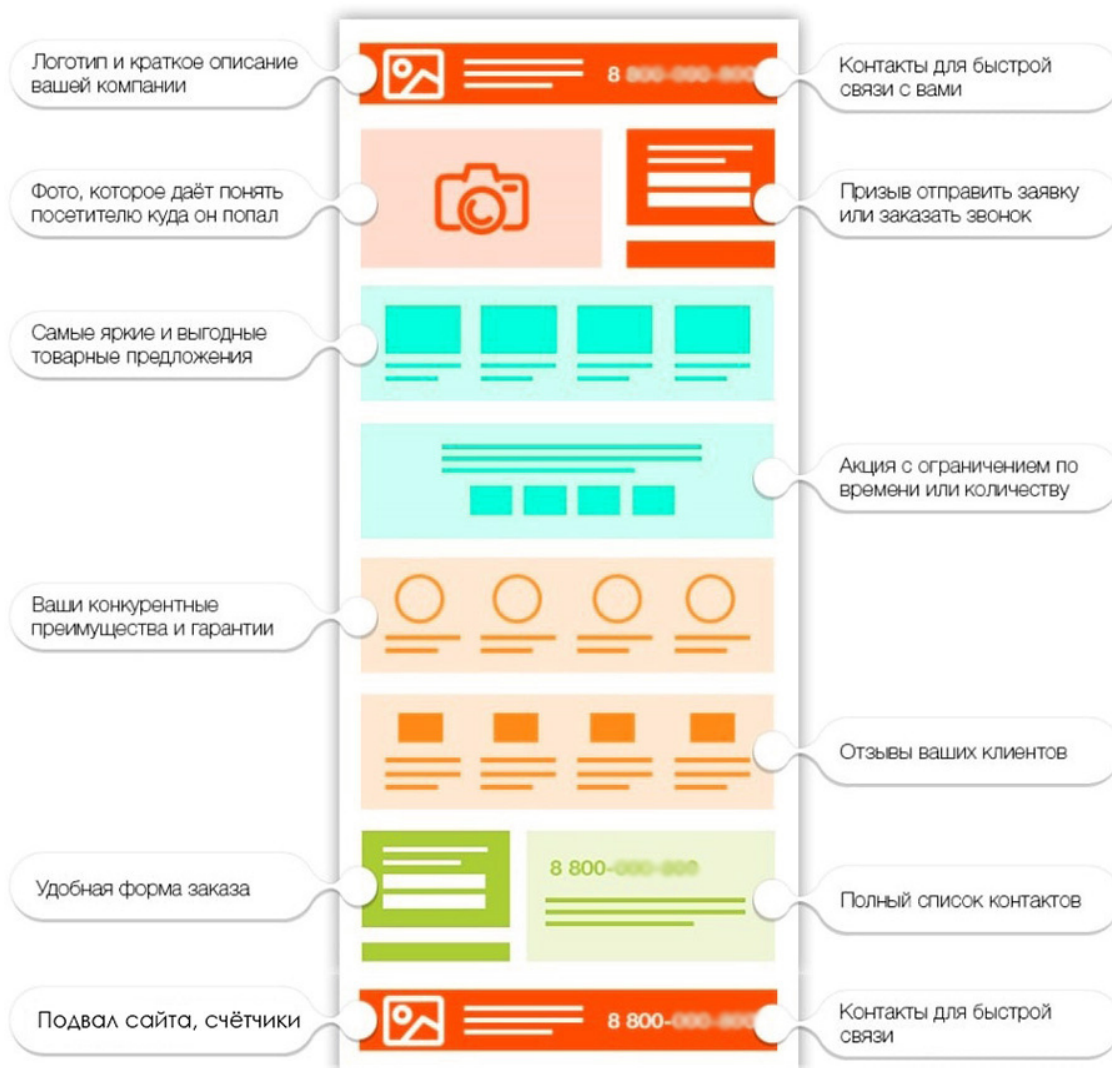 Логотип и краткое описание
вашей компании
8
Контакты для быстрой
связи с вами
Фото, которое даёт понять
посетителю куда он попал
Призыв отправить заявку
или заказать звонок
Самые яркие и выгодные
товарные предложения
Акция с ограничением по
времени или количеству
Ваши конкурентные
преимущества и гарантии
Отзывы ваших клиентов
Удобная форма заказа
8 800-
Полный список контактов
Подвал сайта, счётчики
8 800-
Контакты для быстрой
связи